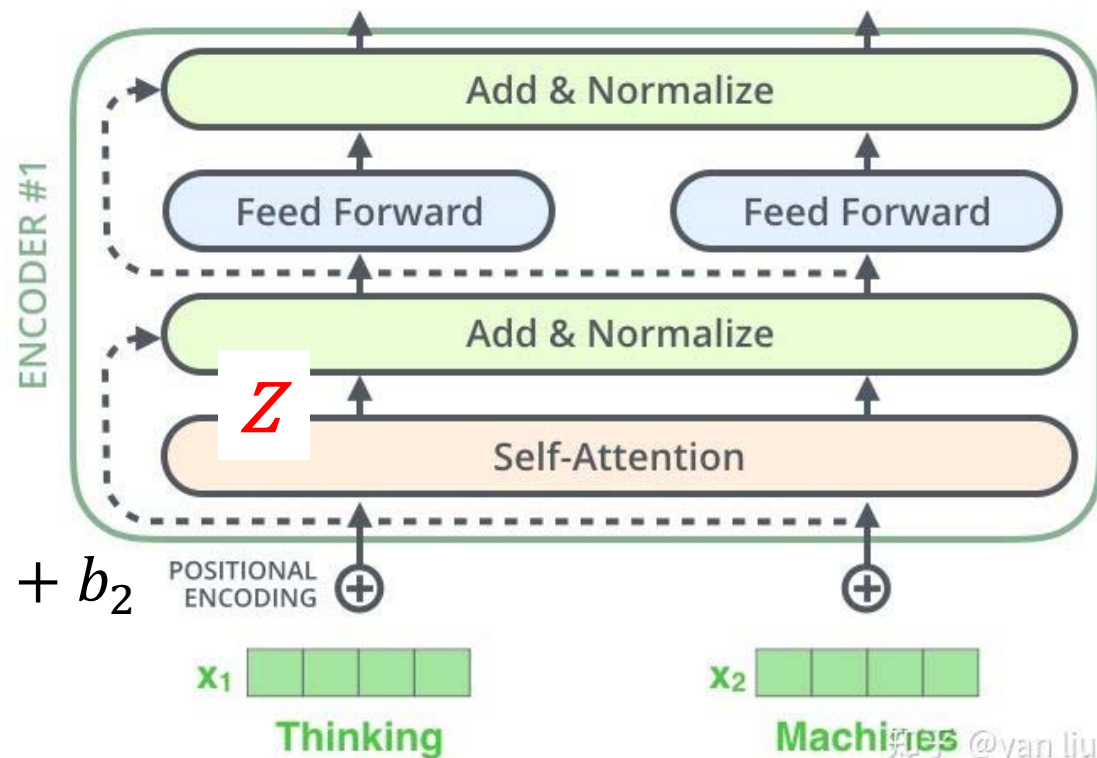 Add & Normalize
Feed Forward
Feed Forward
ENCODER #1
Add & Normalize
Z
Self-Attention
+ b₂
POSITIONAL
ENCODING
x₁
x₂
Thinking
Machines
知乎 @van liu